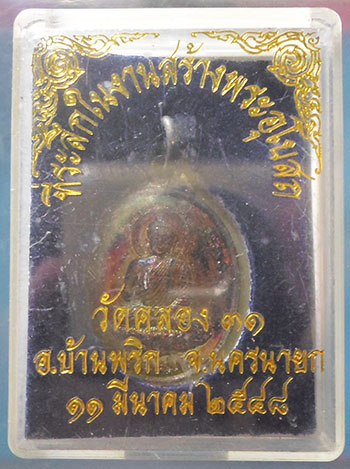 ที่ระลึกในงานสร้างพระอุโบสถ
วัดคลอง ๓๑
อ.บ้านพริก จ.นครนายก
๑๑ มีนาคม ๒๕๔๘